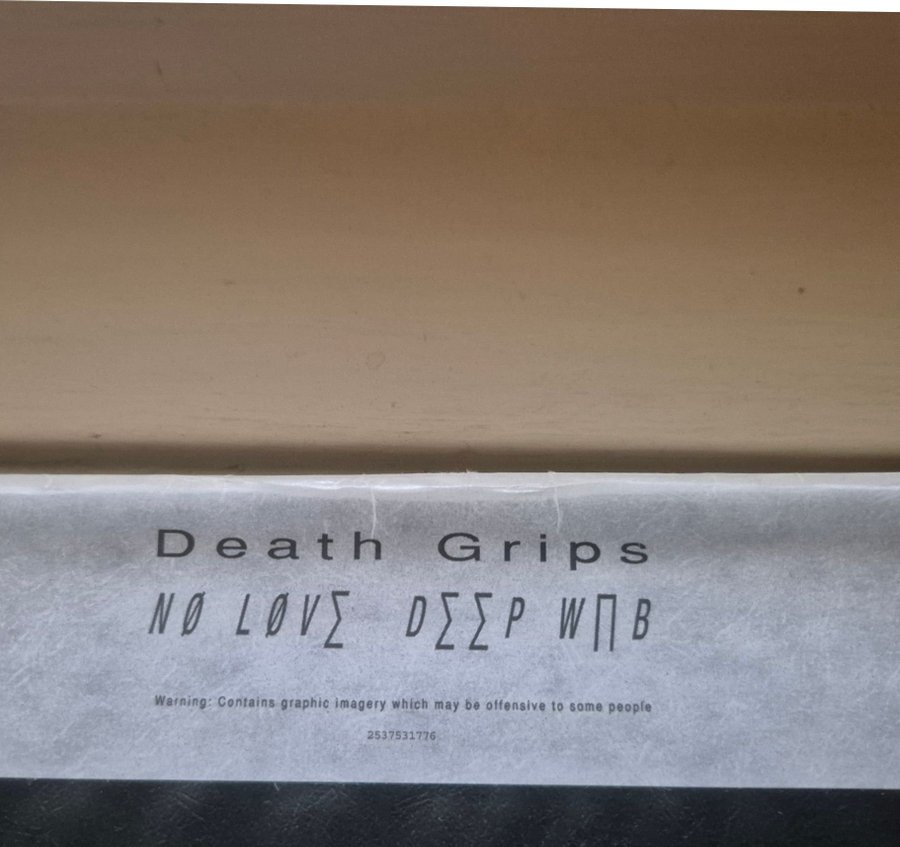 Death Grips
NØ LØV∑ D∑∑P W∏B
Warning: Contains graphic imagery which may be offensive to some people
2537531776